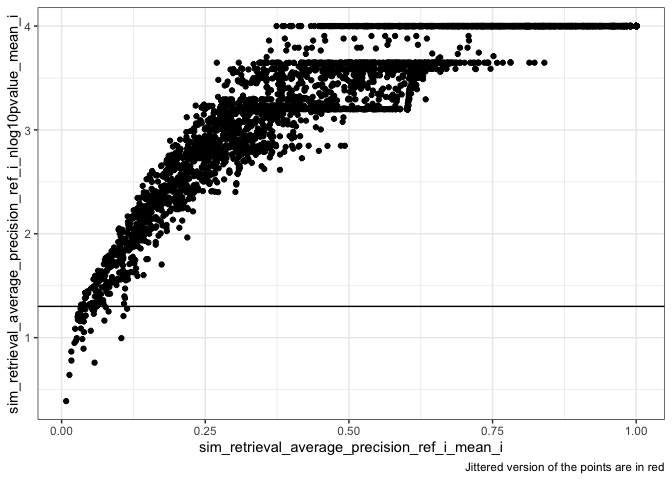 sim_retrieval_average_precision_ref_i_nlog10pvalue_mean_i
4
3
2
1
0.00 0.25 0.50 0.75 1.00
sim_retrieval_average_precision_ref_i_mean_i
Jittered version of the points are in red